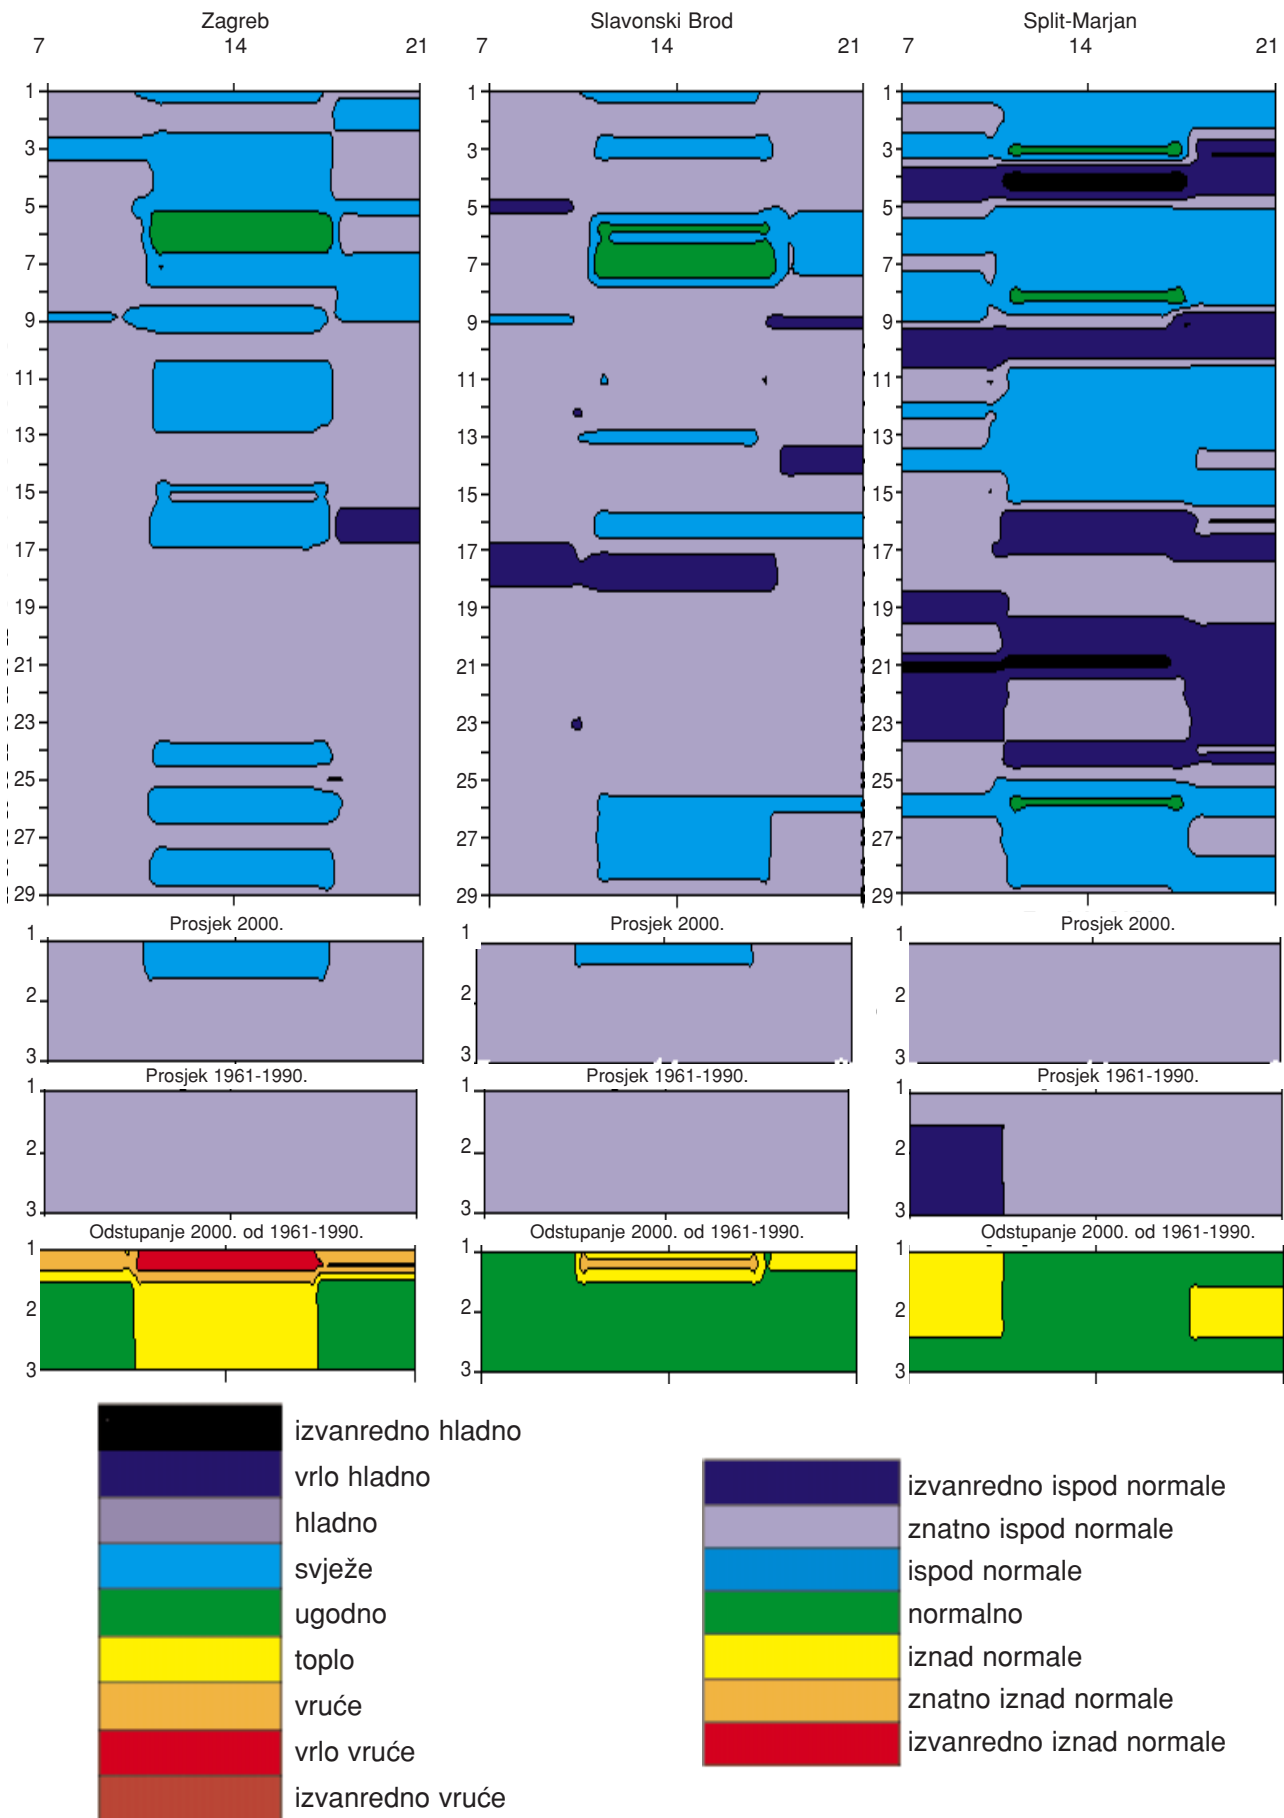 Zagreb Slavonski Brod Split-Marjan
7 14 21 7 14 21 7 14 21
1 1 1
3 3 3
5 5 5
7 7 7
9 9 9
11 11 11
13 13 13
15 15 15
17 17 17
19 19 19
21 21 21
23 23 23
25 25 25
27 27 27
29 29 29
Prosjek 2000. Prosjek 2000. Prosjek 2000.
1 1 1
2 2 2
3 3 3
Prosjek 1961-1990. Prosjek 1961-1990. Prosjek 1961-1990.
1 1 1
2 2 2
3 3 3
Odstupanje 2000. od 1961-1990. Odstupanje 2000. od 1961-1990. Odstupanje 2000. od 1961-1990.
1 1 1
2 2 2
3 3 3
izvanredno hladno
vrlo hladno
hladno
svježe
ugodno
toplo
vruće
vrlo vruće
izvanredno vruće
izvanredno ispod normale
znatno ispod normale
ispod normale
normalno
iznad normale
znatno iznad normale
izvanredno iznad normale